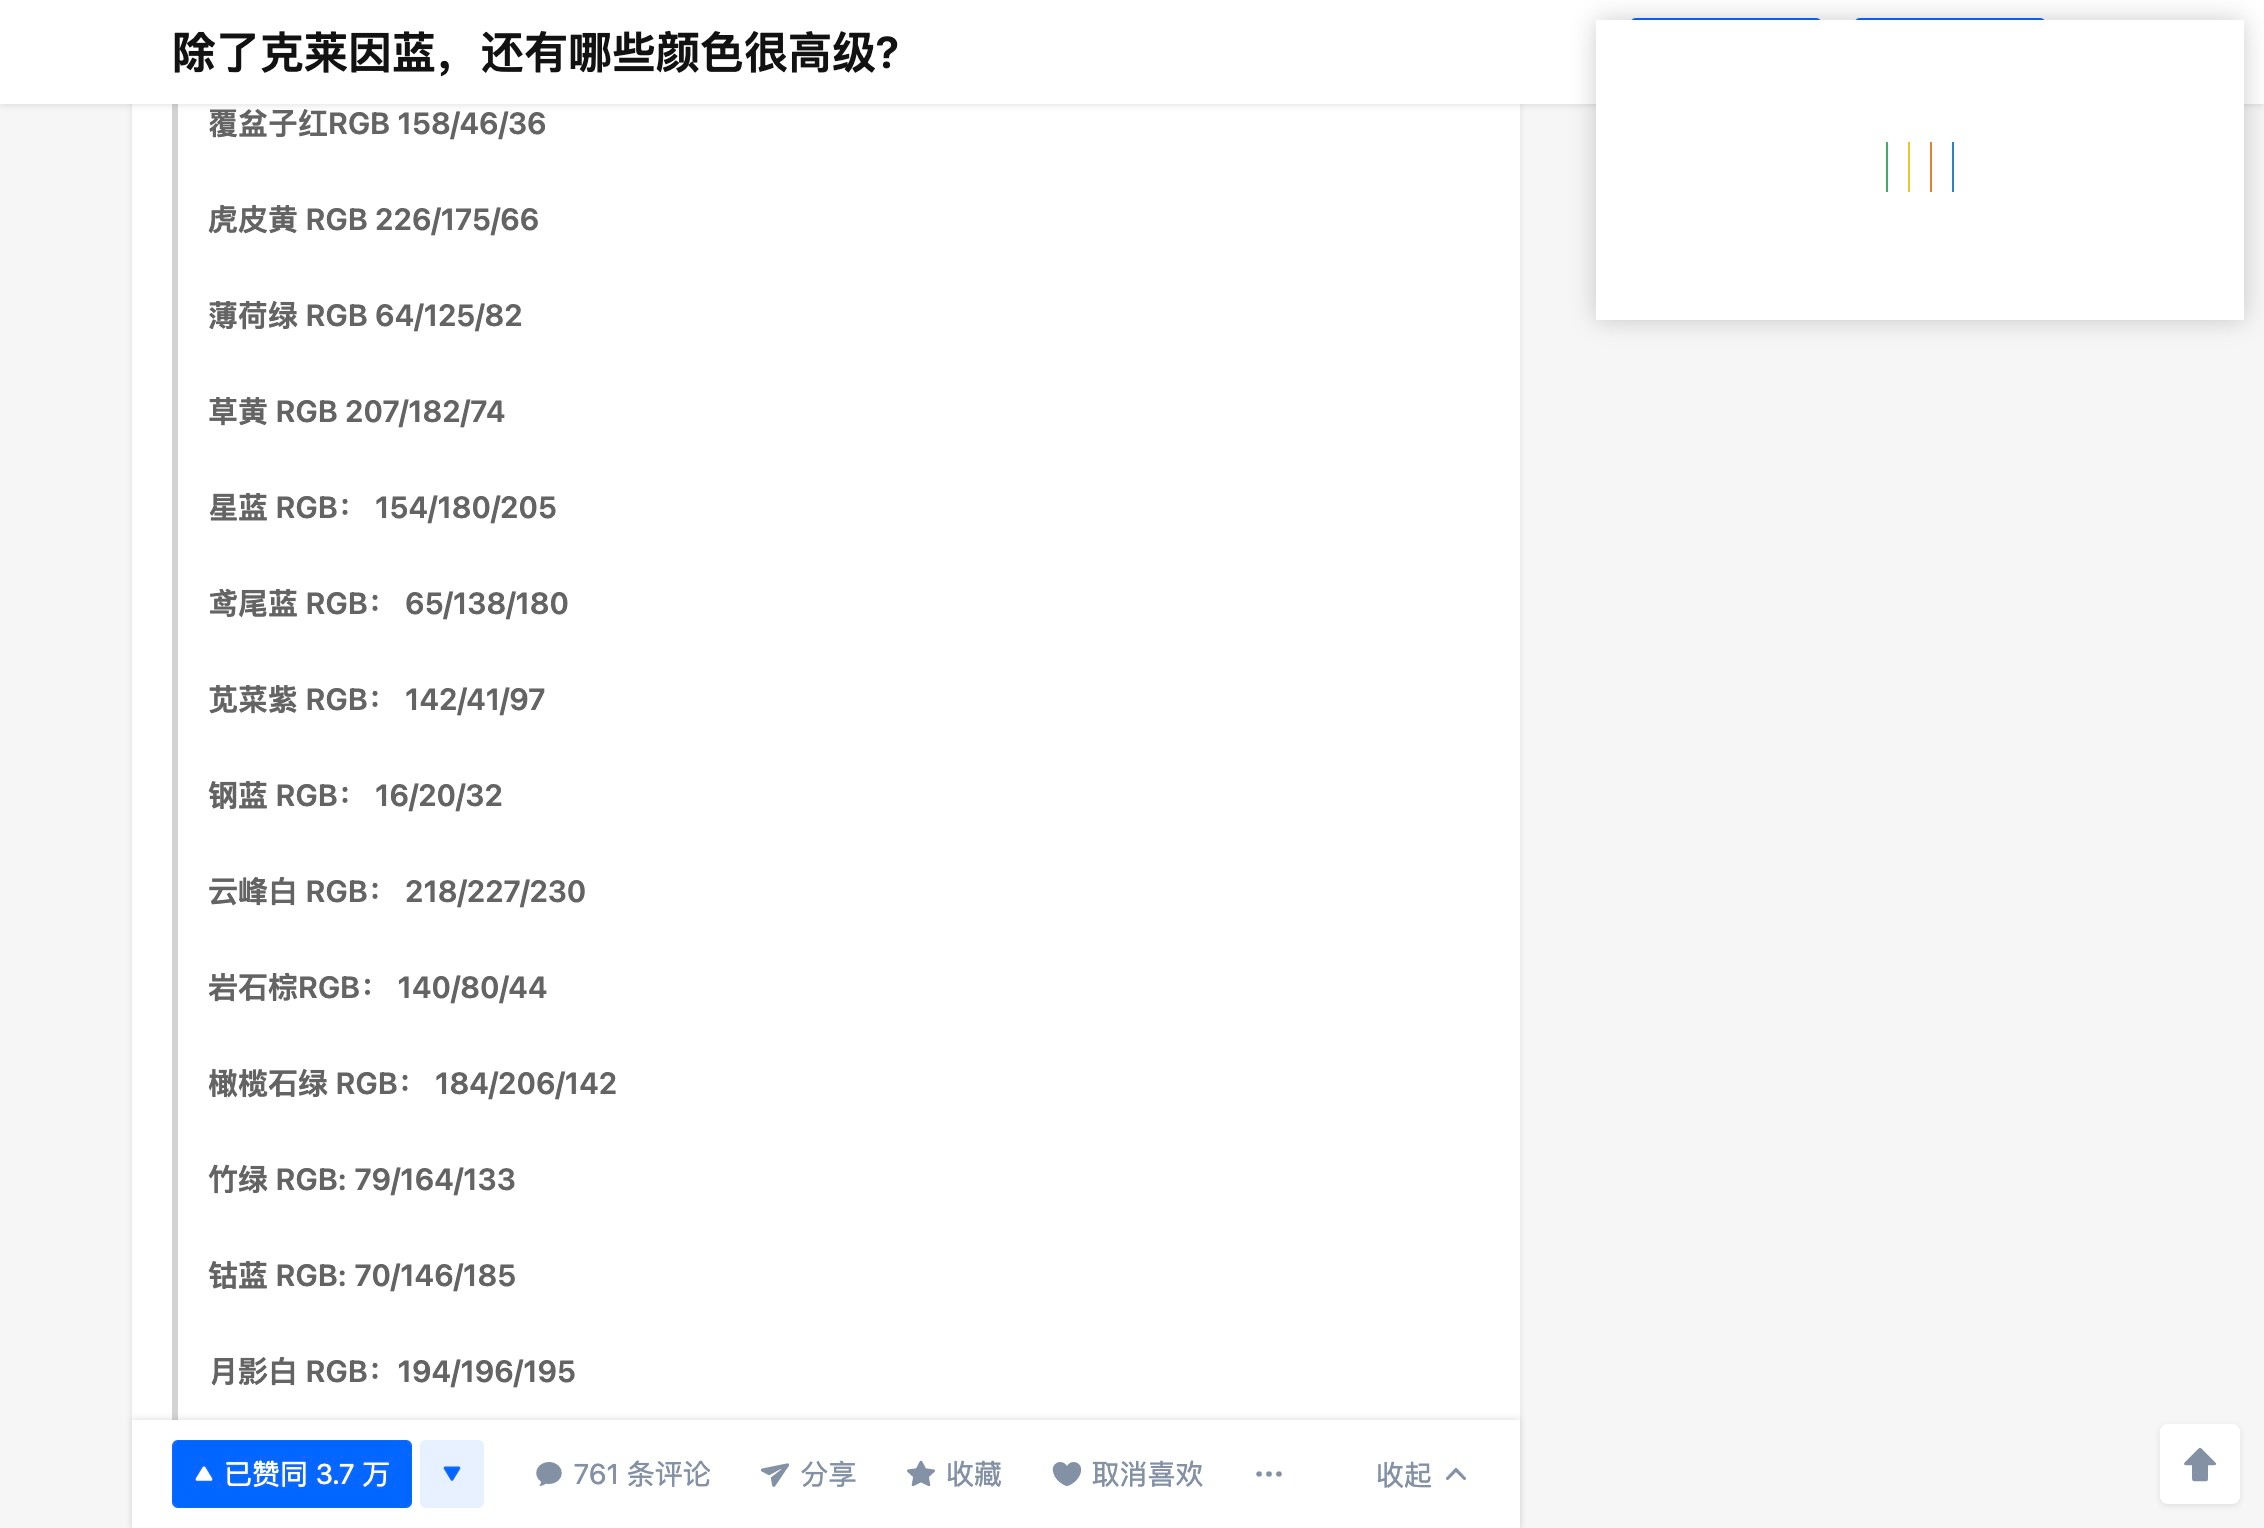 除了克莱因蓝，还有哪些颜色很高级？
覆盆子红RGB 158/46/36
虎皮黄 RGB 226/175/66
薄荷绿 RGB 64/125/82
草黄 RGB 207/182/74
星蓝 RGB： 154/180/205
鸢尾蓝 RGB： 65/138/180
苋菜紫 RGB： 142/41/97
钢蓝 RGB： 16/20/32
云峰白 RGB： 218/227/230
岩石棕RGB： 140/80/44
橄榄石绿 RGB： 184/206/142
竹绿 RGB: 79/164/133
钴蓝 RGB: 70/146/185
月影白 RGB：194/196/195
已赞同 3.7 万 761 条评论 分享 收藏 取消喜欢 ··· 收起